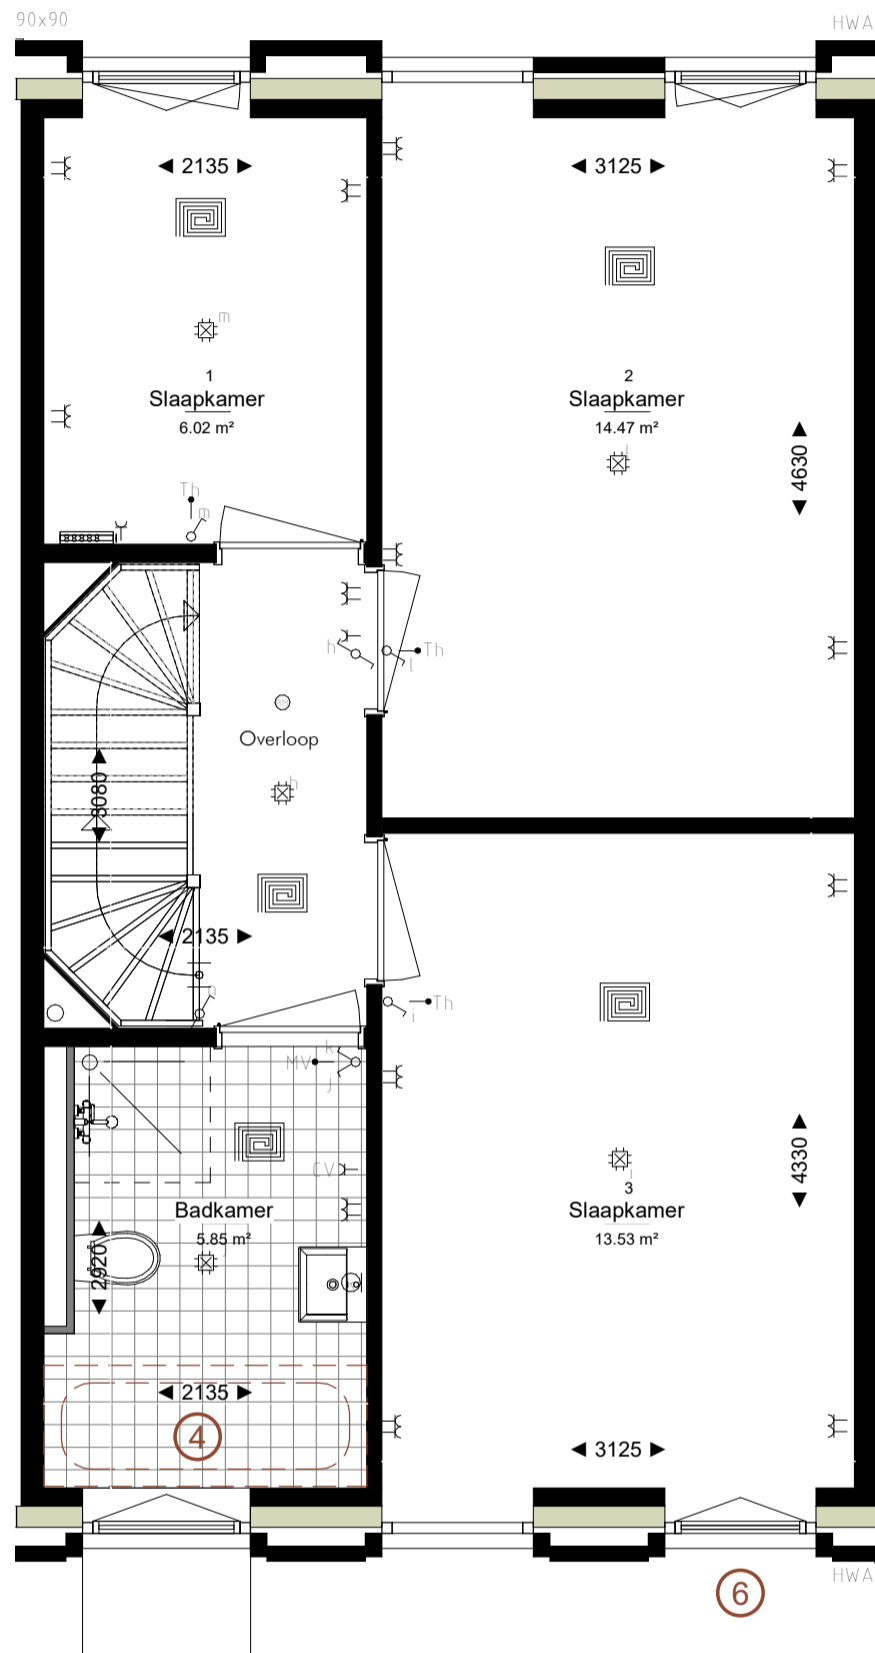 90x90
HWA
2135
3125
m
1
Slaapkamer
6.02 m²
2
Slaapkamer
14.47 m²
4630
Th
m
h
Th
l
Overloop
h
3080
2135
Th
i
MV
k
j
CV
Badkamer
5.85 m²
2920
3
Slaapkamer
13.53 m²
4330
2135
4
3125
HWA
6